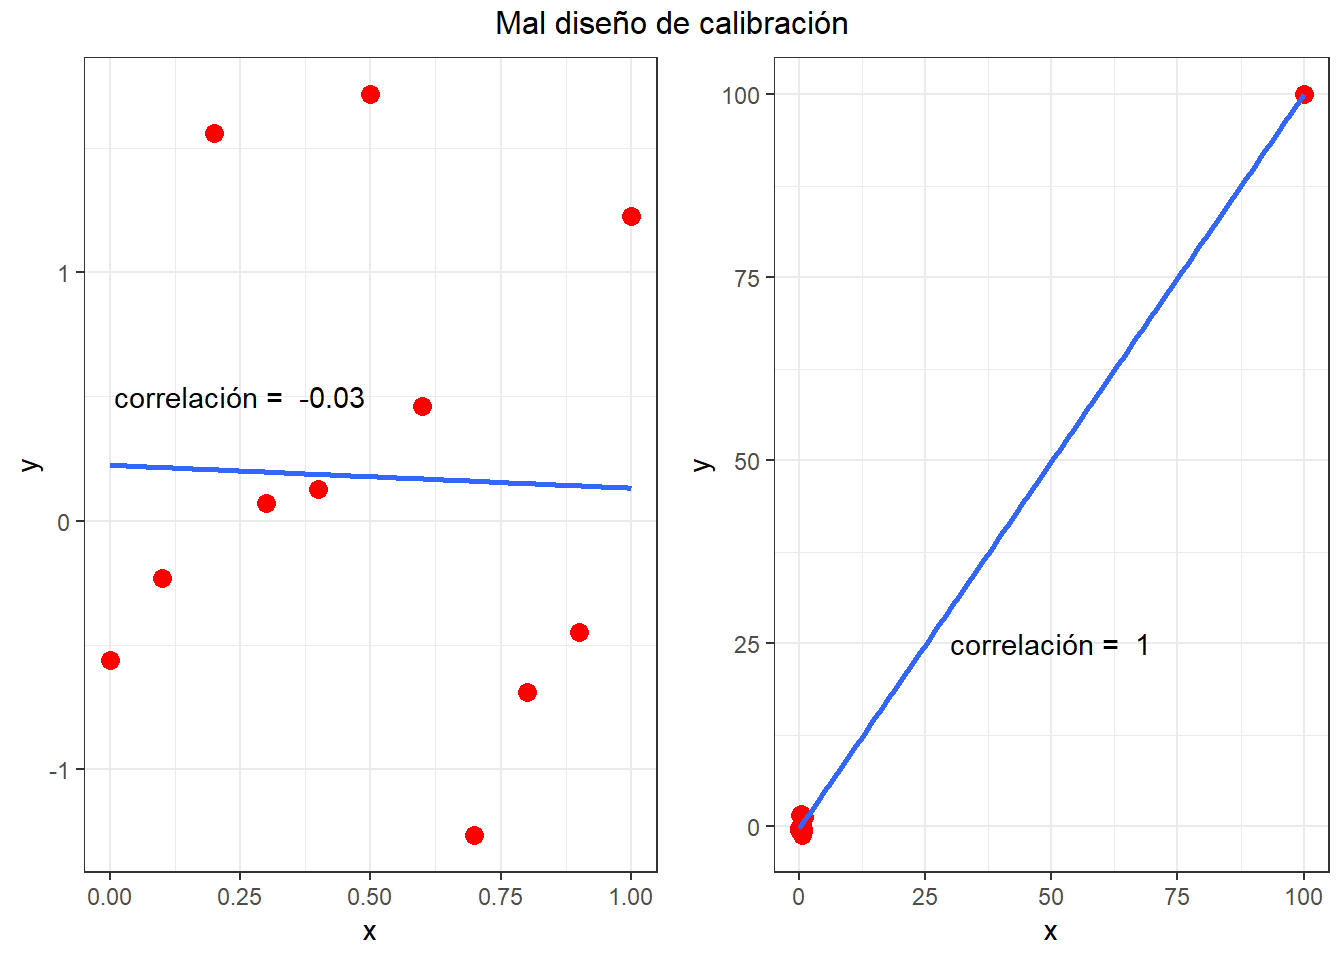 Mal diseño de calibración
1
0
-1
y
correlación = -0.03
0.00 0.25 0.50 0.75 1.00
x
100
75
50
25
0
y
correlación = 1
0 25 50 75 100
x